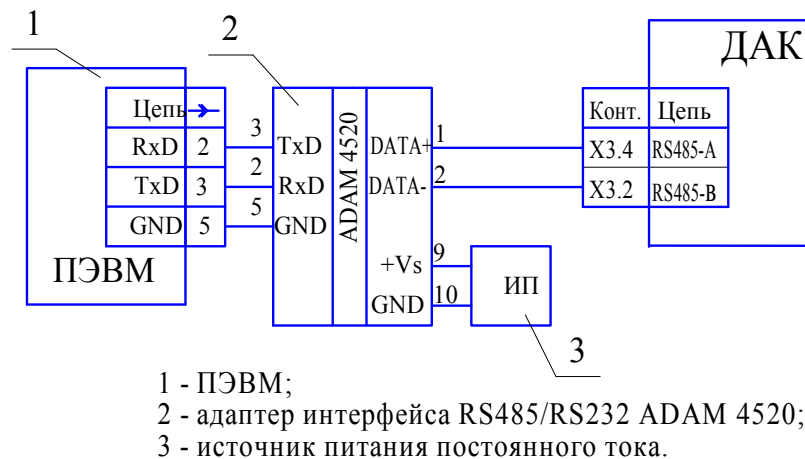 1
2
ДАК
Цепь
RxD 2
TxD 3
GND 5
ПЭВМ
3
2
5
TxD
RxD
GND
ADAM 4520
DATA+
DATA-
+Vs
GND
1
2
9
10
ИП
3
Конт. Цепь
X3.4 RS485-A
X3.2 RS485-B
1 - ПЭВМ;
2 - адаптер интерфейса RS485/RS232 ADAM 4520;
3 - источник питания постоянного тока.